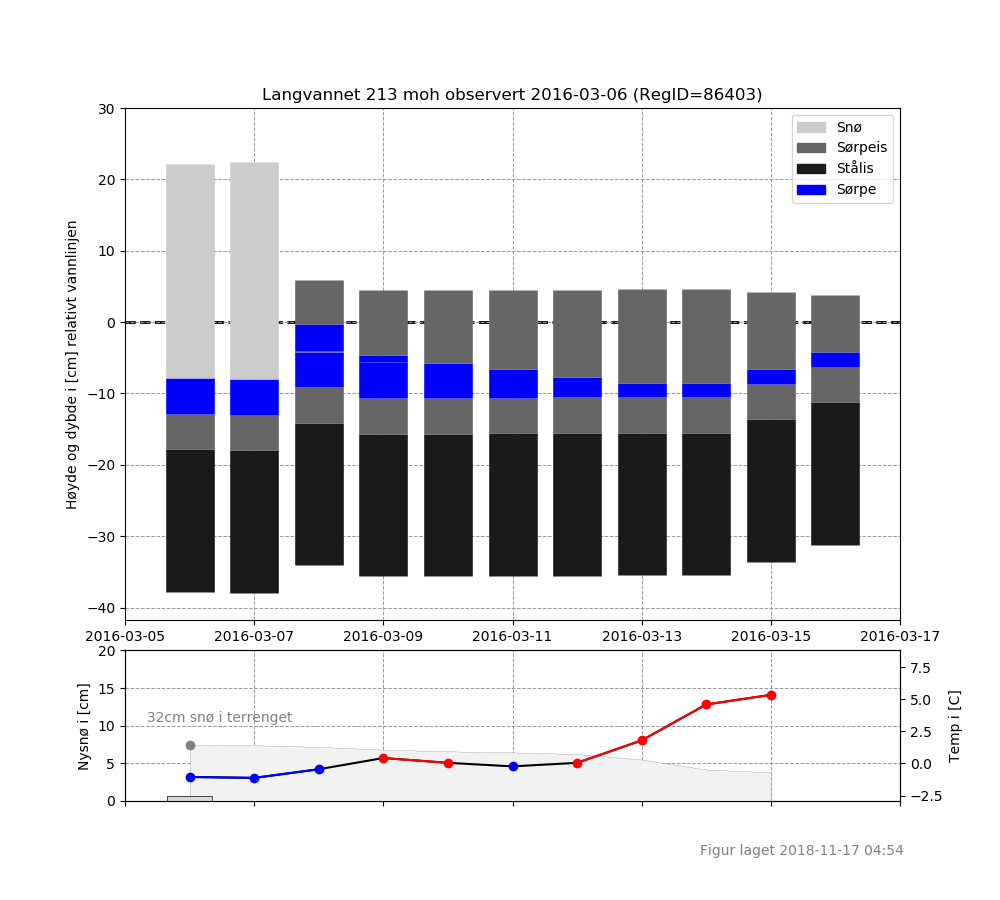 Langvannet 213 moh observert 2016-03-06 (RegID=86403)
30
20
10
0
−10
−20
−30
−40
Høyde og dybde i [cm] relativt vannlinjen
Snø
Sørpeis
Stålis
Sørpe
2016-03-05 2016-03-07 2016-03-09 2016-03-11 2016-03-13 2016-03-15 2016-03-17
20
15
10
5
0
Nysnø i [cm]
32cm snø i terrenget
7.5
5.0
2.5
0.0
−2.5
Temp i [C]
Figur laget 2018-11-17 04:54